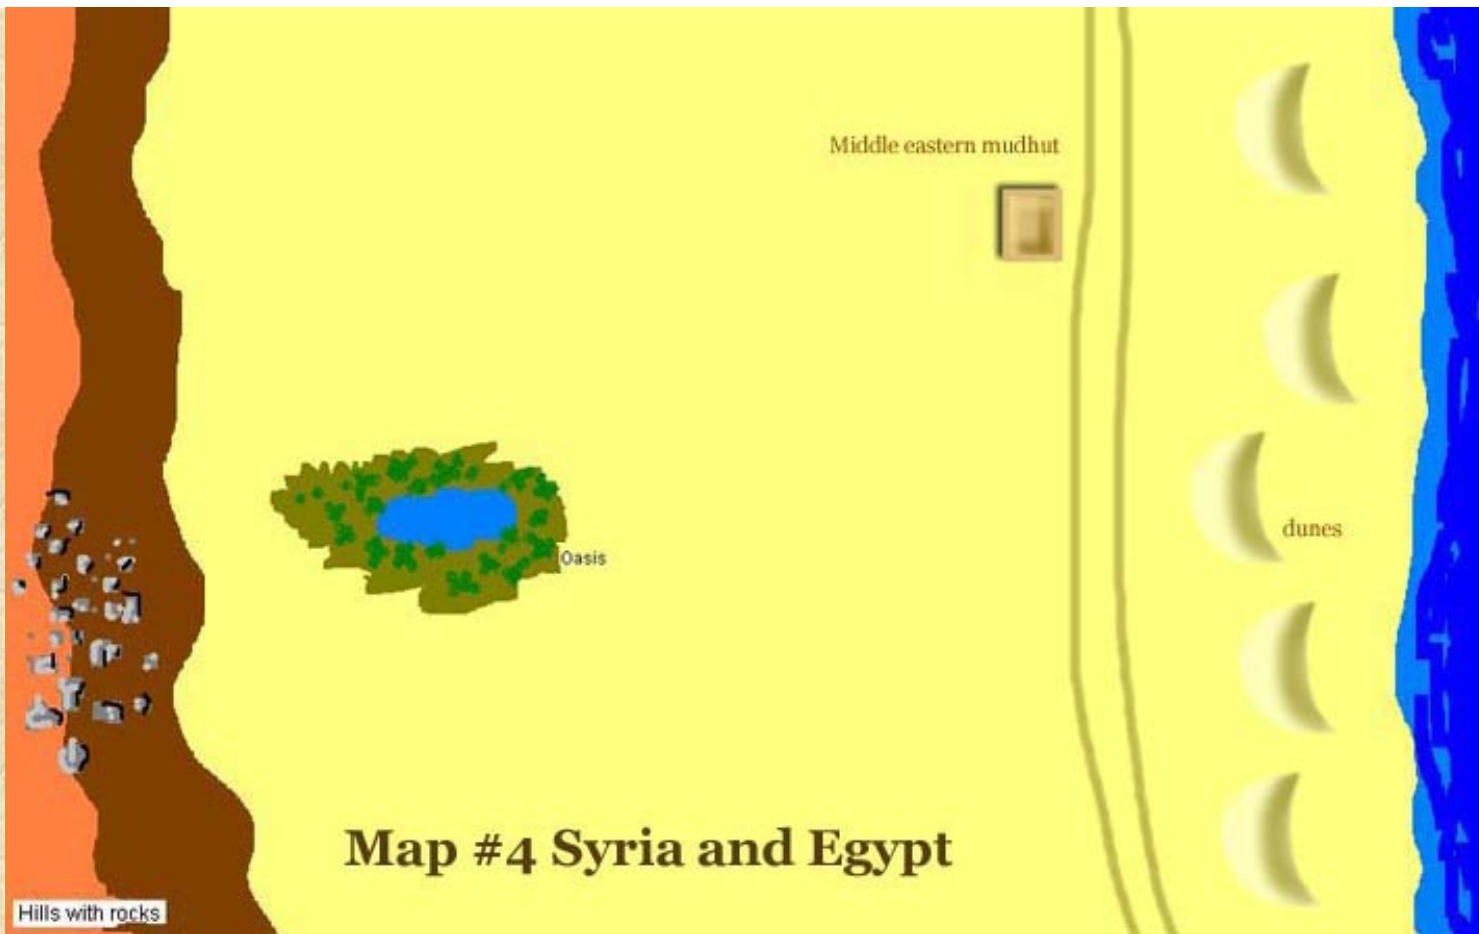 Middle eastern mudhut
dunes
Oasis
Map #4 Syria and Egypt
Hills with rocks